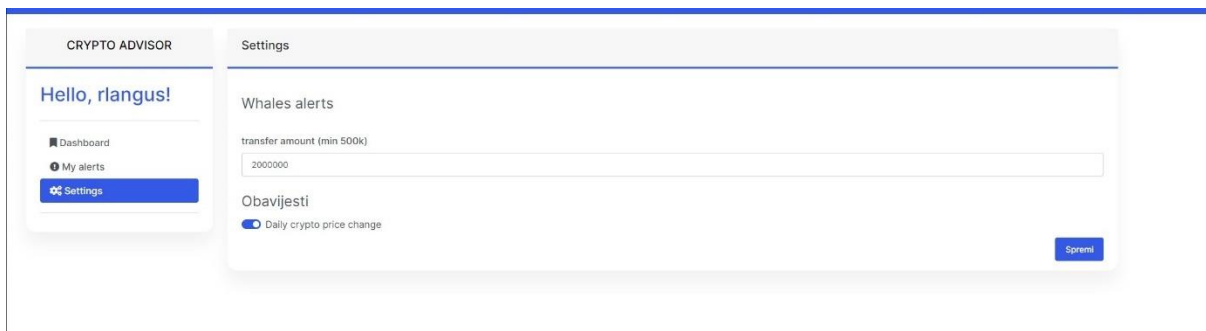 CRYPTO ADVISOR
Hello, rlangus!
Dashboard
My alerts
Settings
Settings
Whales alerts
transfer amount (min 500k)
2000000
Obavijesti
Daily crypto price change
Spremi